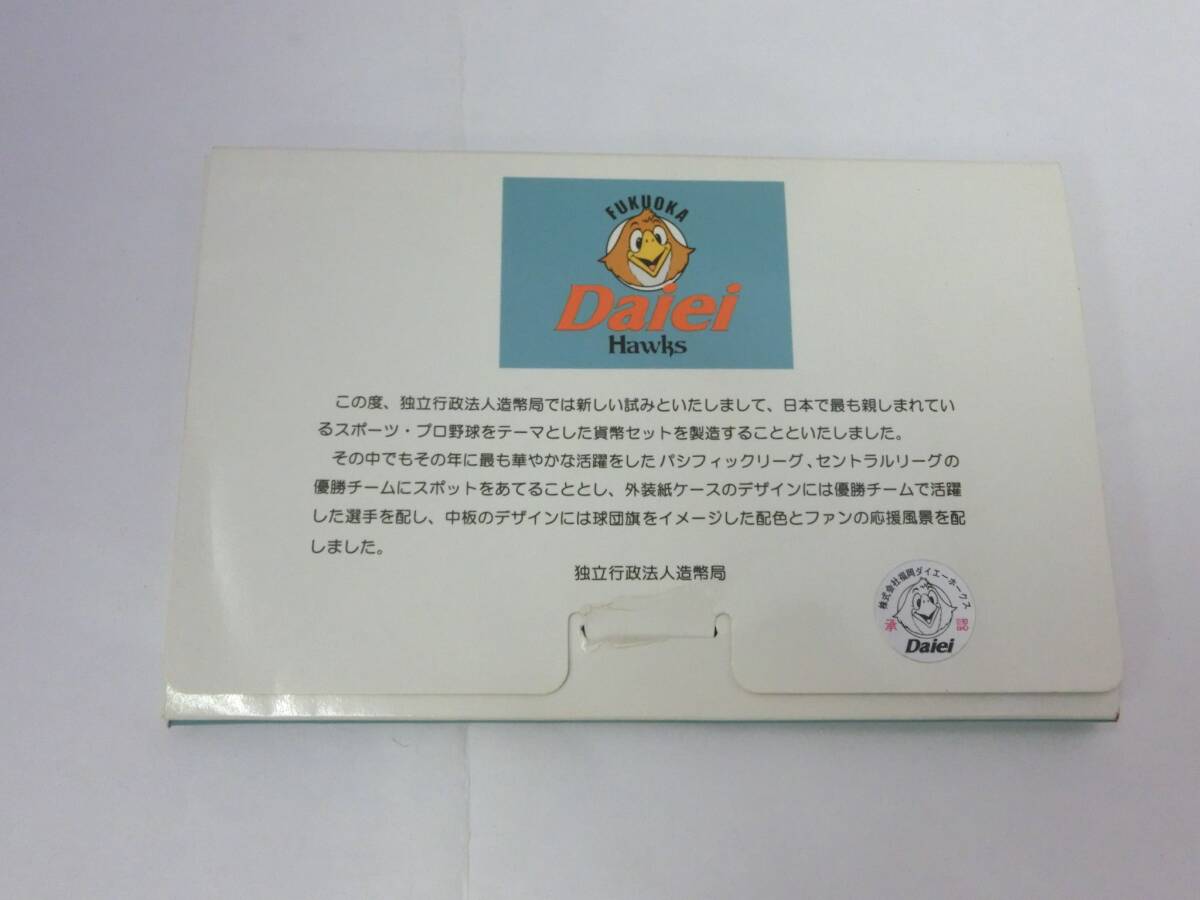 FUKUOKA
Daiei
Hawks
この度、独立行政法人造幣局では新しい試みといたしまして、日本で最も親しまれてい
るスポーツ・プロ野球をテーマとした貨幣セットを製造することといたしました。
その中でもその年に最も華やかな活躍をしたパシフィックリーグ、セントラルリーグの
優勝チームにスポットをあてることとし、外装紙ケースのデザインには優勝チームで活躍
した選手を配し、中板のデザインには球団旗をイメージした配色とファンの応援風景を配
しました。
独立行政法人造幣局
株式会社福岡ダイエーホークス
承認
Daiei